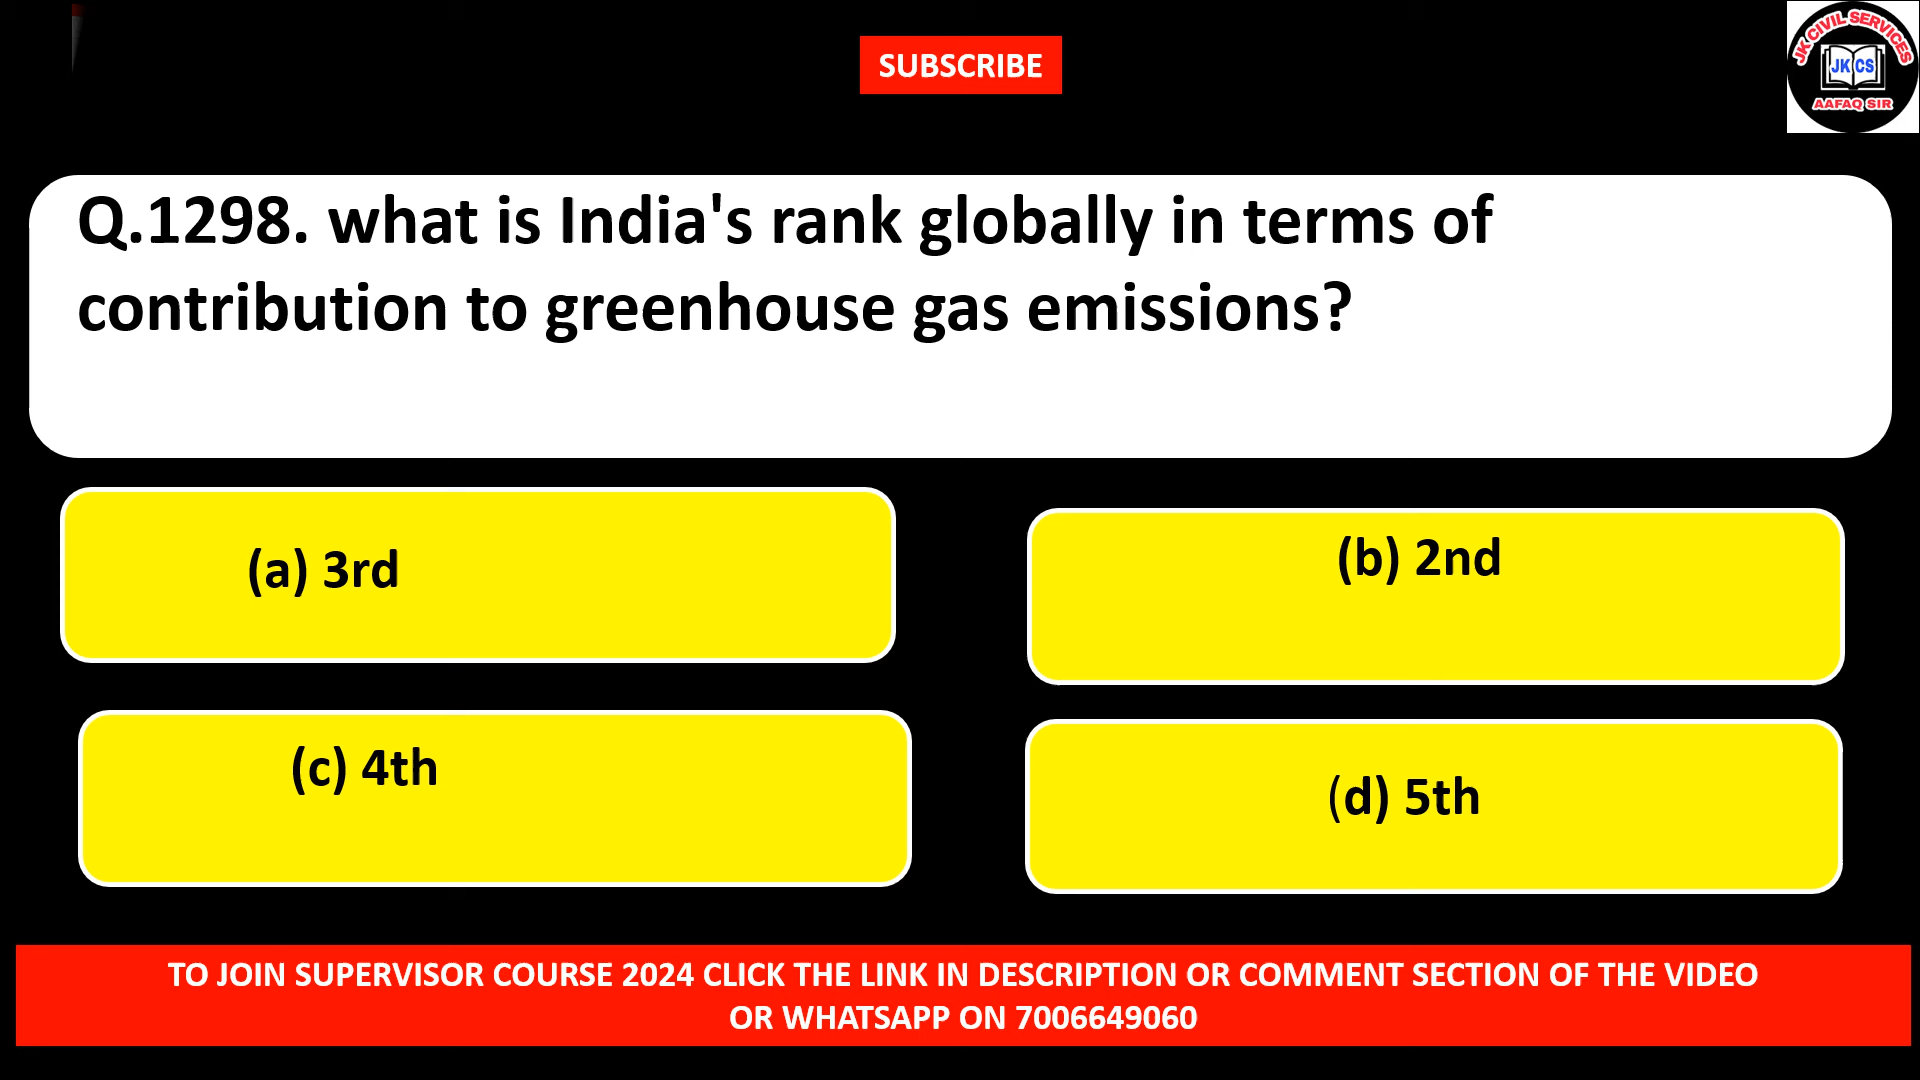 SUBSCRIBE
JK CIVIL SERVICES
JK CS
AAFAQ SIR
Q.1298. what is India's rank globally in terms of
contribution to greenhouse gas emissions?
(a) 3rd
(b) 2nd
(c) 4th
(d) 5th
TO JOIN SUPERVISOR COURSE 2024 CLICK THE LINK IN DESCRIPTION OR COMMENT SECTION OF THE VIDEO
OR WHATSAPP ON 7006649060